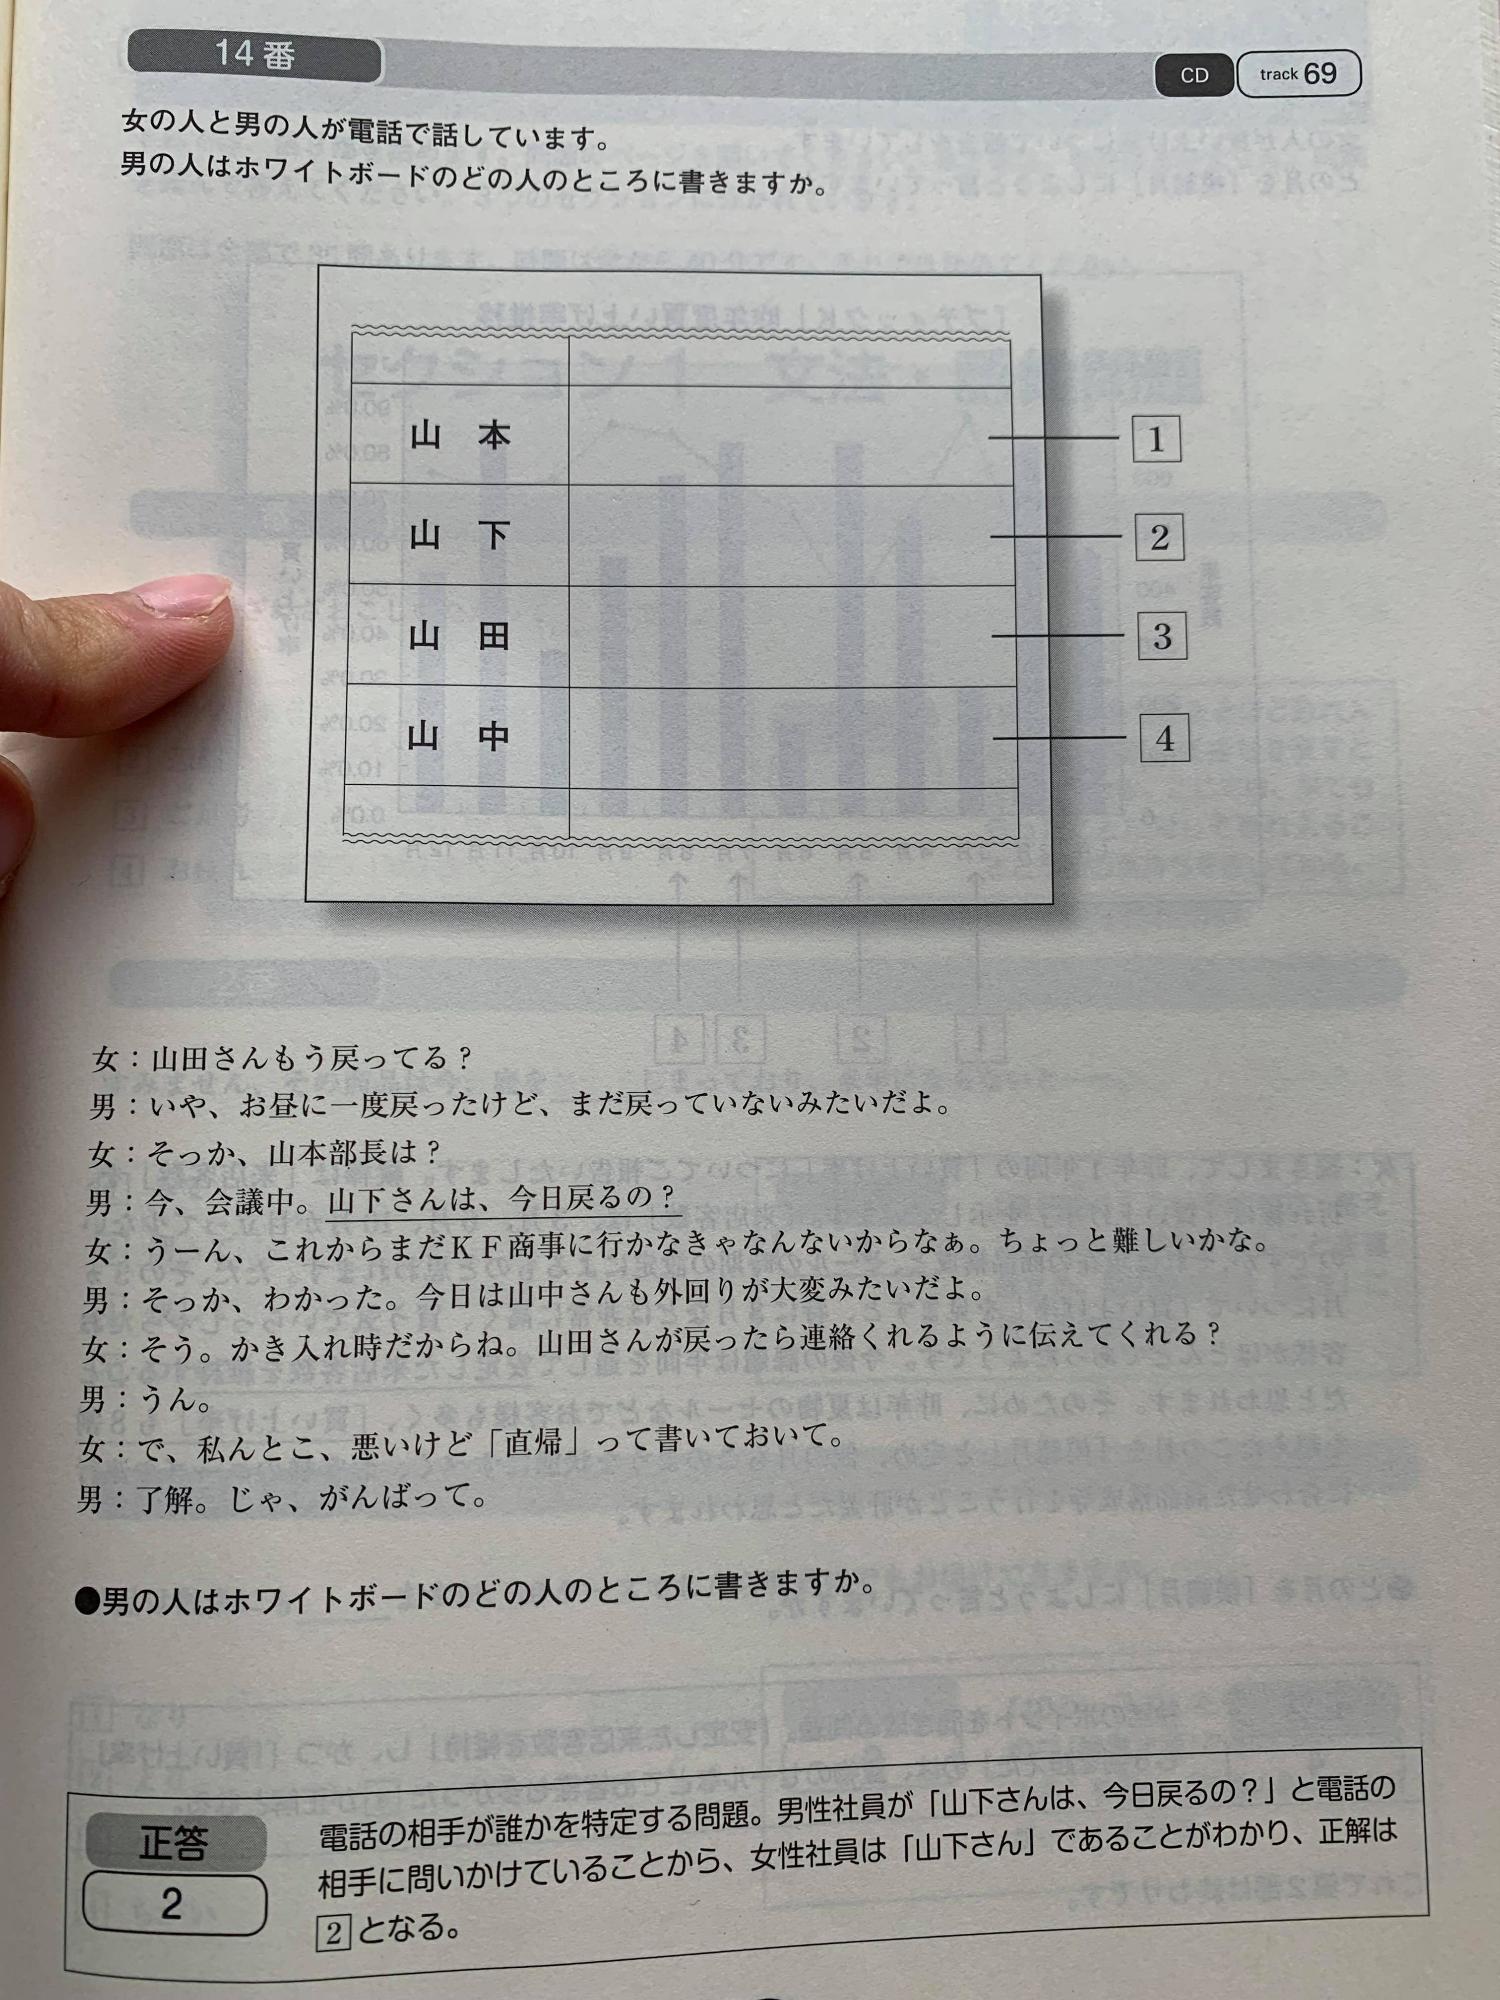 14番
CD track 69
女の人と男の人が電話で話しています。
男の人はホワイトボードのどの人のところに書きますか。
山本 1
山下 2
山田 3
山中 4
女：山田さんもう戻ってる？
男：いや、お昼に一度戻ったけど、まだ戻っていないみたいだよ。
女：そっか、山本部長は？
男：今、会議中。山下さんは、今日戻るの？
女：うーん、これからまだＫＦ商事に行かなきゃなんないからなぁ。ちょっと難しいかな。
男：そっか、わかった。今日は山中さんも外回りが大変みたいだよ。
女：そう。かき入れ時だからね。山田さんが戻ったら連絡くれるように伝えてくれる？
男：うん。
女：で、私んとこ、悪いけど「直帰」って書いておいて。
男：了解。じゃ、がんばって。
●男の人はホワイトボードのどの人のところに書きますか。
正答
2
電話の相手が誰かを特定する問題。男性社員が「山下さんは、今日戻るの？」と電話の
相手に問いかけていることから、女性社員は「山下さん」であることがわかり、正解は
2となる。